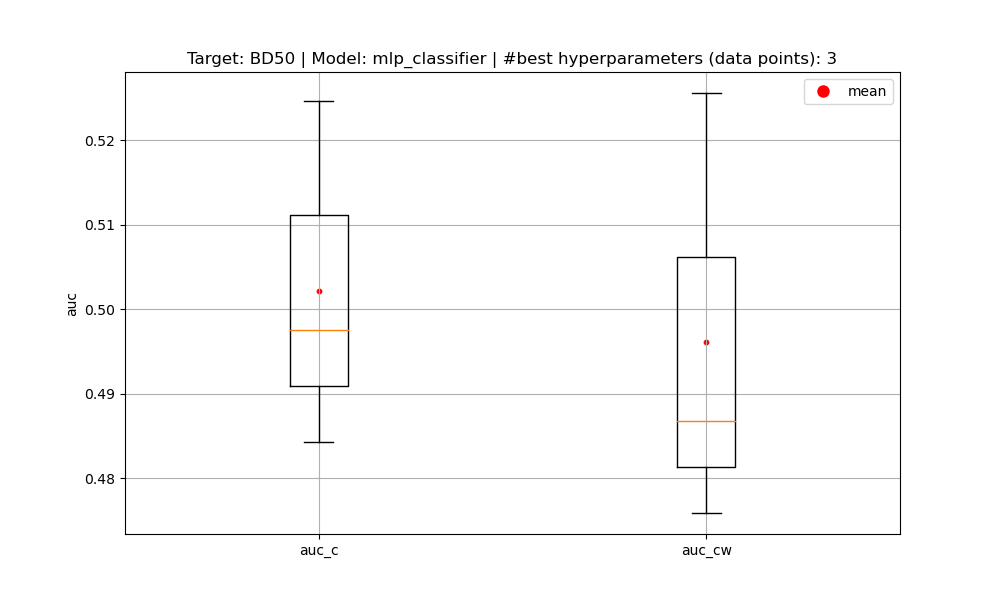 Target: BD50 | Model: mlp_classifier | #best hyperparameters (data points): 3
mean
0.52
0.51
0.50
0.49
0.48
auc
auc_c
auc_cw